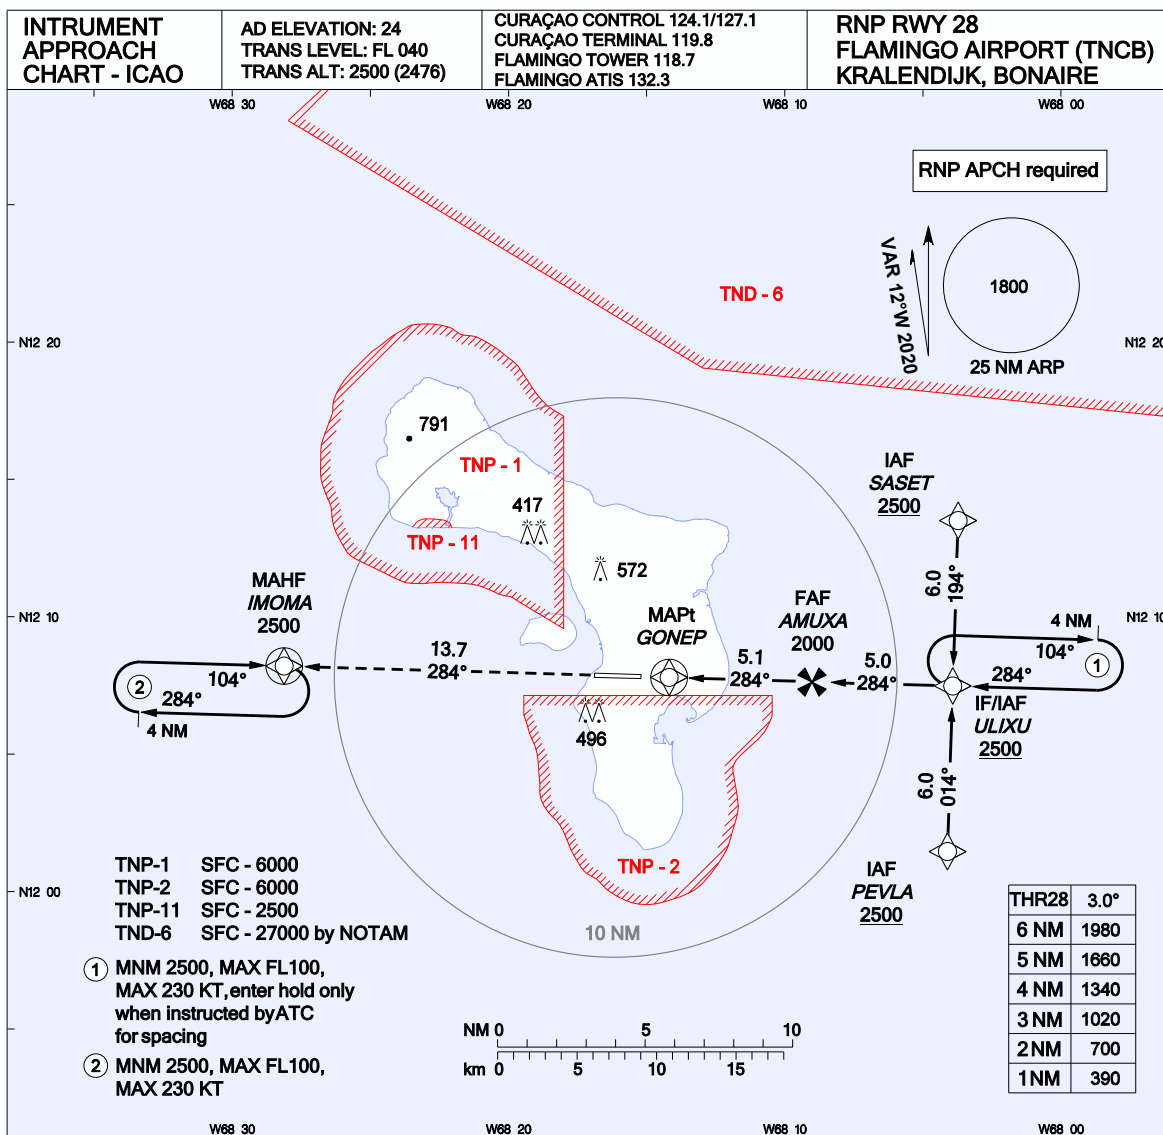 INTRUMENT
APPROACH
CHART - ICAO
AD ELEVATION: 24
TRANS LEVEL: FL 040
TRANS ALT: 2500 (2476)
CURAÇAO CONTROL 124.1/127.1
CURAÇAO TERMINAL 119.8
FLAMINGO TOWER 118.7
FLAMINGO ATIS 132.3
RNP RWY 28
FLAMINGO AIRPORT (TNCB)
KRALENDIJK, BONAIRE
W68 30
W68 20
W68 10
W68 00
RNP APCH required
VAR 12°W 2020
1800
25 NM ARP
TND - 6
N12 20
N12 20
791
TNP - 1
417
TNP - 11
572
IAF
SASET
2500
6.0
194°
MAHF
IMOMA
2500
MAPt
GONEP
FAF
AMUXA
2000
N12 10
N12 10
4 NM
104°
1
284°
13.7
284°
5.1
284°
5.0
284°
104°
2
284°
4 NM
IF/IAF
ULIXU
2500
496
6.0
014°
TNP - 2
IAF
PEVLA
2500
N12 00
10 NM
TNP-1 SFC - 6000
TNP-2 SFC - 6000
TNP-11 SFC - 2500
TND-6 SFC - 27000 by NOTAM
1 MNM 2500, MAX FL100,
MAX 230 KT, enter hold only
when instructed by ATC
for spacing
2 MNM 2500, MAX FL100,
MAX 230 KT
NM 0 5 10
km 0 5 10 15
THR28 3.0°
6 NM 1980
5 NM 1660
4 NM 1340
3 NM 1020
2 NM 700
1 NM 390
W68 30
W68 20
W68 10
W68 00